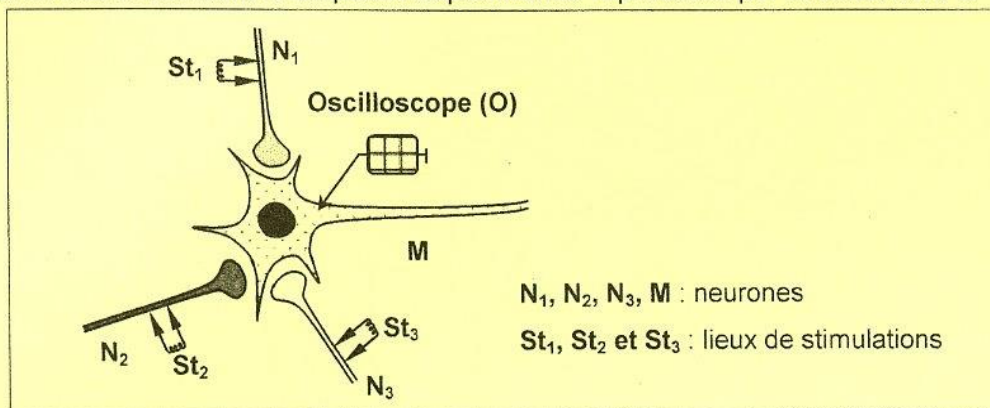 N₁
St₁
Oscilloscope (O)
M
N₁, N₂, N₃, M : neurones
St₃
St₁, St₂ et St₃ : lieux de stimulations
N₂
St₂
N₃